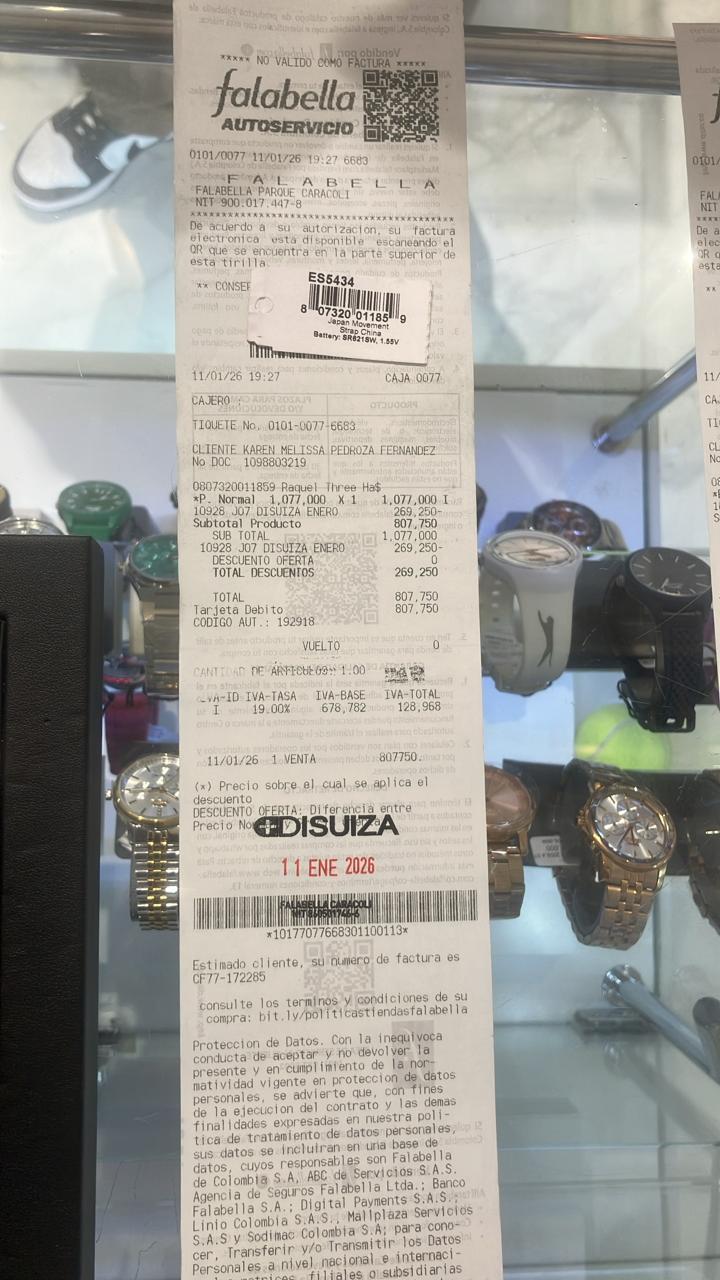 ***** NO VALIDO COMO FACTURA *****
falabella
AUTOSERVICIO
0101/0077 11/01/26 19:27 6683
F A L A B E L L A
FALABELLA PARQUE CARACOLI
NIT 900.017.447-8
De acuerdo a su autorizacion, su factura
electronica esta disponible escaneando el
QR que se encuentra en la parte superior de
esta tirilla.
** CONSER
ES5434
8 07320 01185 9
Japan Movement
Strap China
Battery: SR621SW, 1.55V
11/01/26 19:27 CAJA 0077
CAJERO :
TIQUETE No. 0101-0077-6683
CLIENTE KAREN MELISSA PEDROZA FERNANDEZ
No DOC 1098803219
0807320011859 Raquel Three Ha$
*P. Normal 1,077,000 X 1 1,077,000 I
10928 J07 DISUIZA ENERO 269,250-
Subtotal Producto 807,750
SUB TOTAL 1,077,000
10928 J07 DISUIZA ENERO 269,250-
DESCUENTO OFERTA 0
TOTAL DESCUENTOS 269,250
TOTAL 807,750
Tarjeta Debito 807,750
CODIGO AUT.: 192918
VUELTO 0
CANTIDAD DE ARTICULOS: 1.00
IVA-ID IVA-TASA IVA-BASE IVA-TOTAL
I 19.00% 678,782 128,968
11/01/26 1 VENTA 807750.
(*) Precio sobre el cual se aplica el
descuento
DESCUENTO OFERTA: Diferencia entre
Precio No
DISUIZA
11 ENE 2026
FALABELLA CARACOLI
*10177077668301100113*
Estimado cliente, su numero de factura es
CF77-172285
consulte los terminos y condiciones de su
compra: bit.ly/politicastiendasfalabella
Proteccion de Datos. Con la inequivoca
conducta de aceptar y no devolver la
presente y en cumplimiento de la nor-
matividad vigente en proteccion de datos
personales, se advierte que, con fines
de la ejecucion del contrato y las demas
finalidades expresadas en nuestra poli-
tica de tratamiento de datos personales,
sus datos se incluiran en una base de
datos, cuyos responsables son Falabella
de Colombia S.A, ABC de Servicios S.A.S.
Agencia de Seguros Falabella Ltda.; Banco
Falabella S.A.; Digital Payments S.A.S.;
Linio Colombia S.A.S., Mallplaza Servicios
S.A.S y Sodimac Colombia S.A; para cono-
cer, Transferir y/o Transmitir los Datos
Personales a nivel nacional e internaci-
filiales o subsidiarias